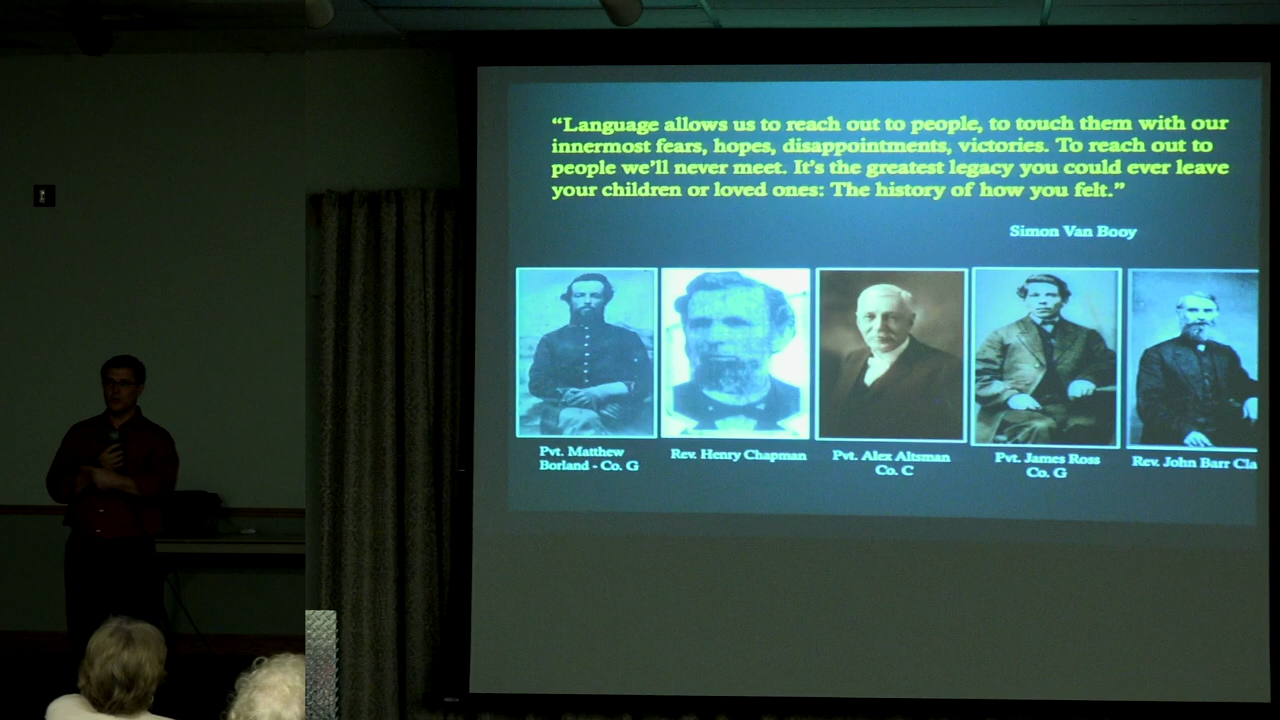 “Language allows us to reach out to people, to touch them with our
innermost fears, hopes, disappointments, victories. To reach out to
people we’ll never meet. It’s the greatest legacy you could ever leave
your children or loved ones: The history of how you felt.”
Simon Van Booy
Pvt. Matthew
Borland - Co. G
Rev. Henry Chapman
Pvt. Alex Altsman
Co. C
Pvt. James Ross
Co. G
Rev. John Barr Cla